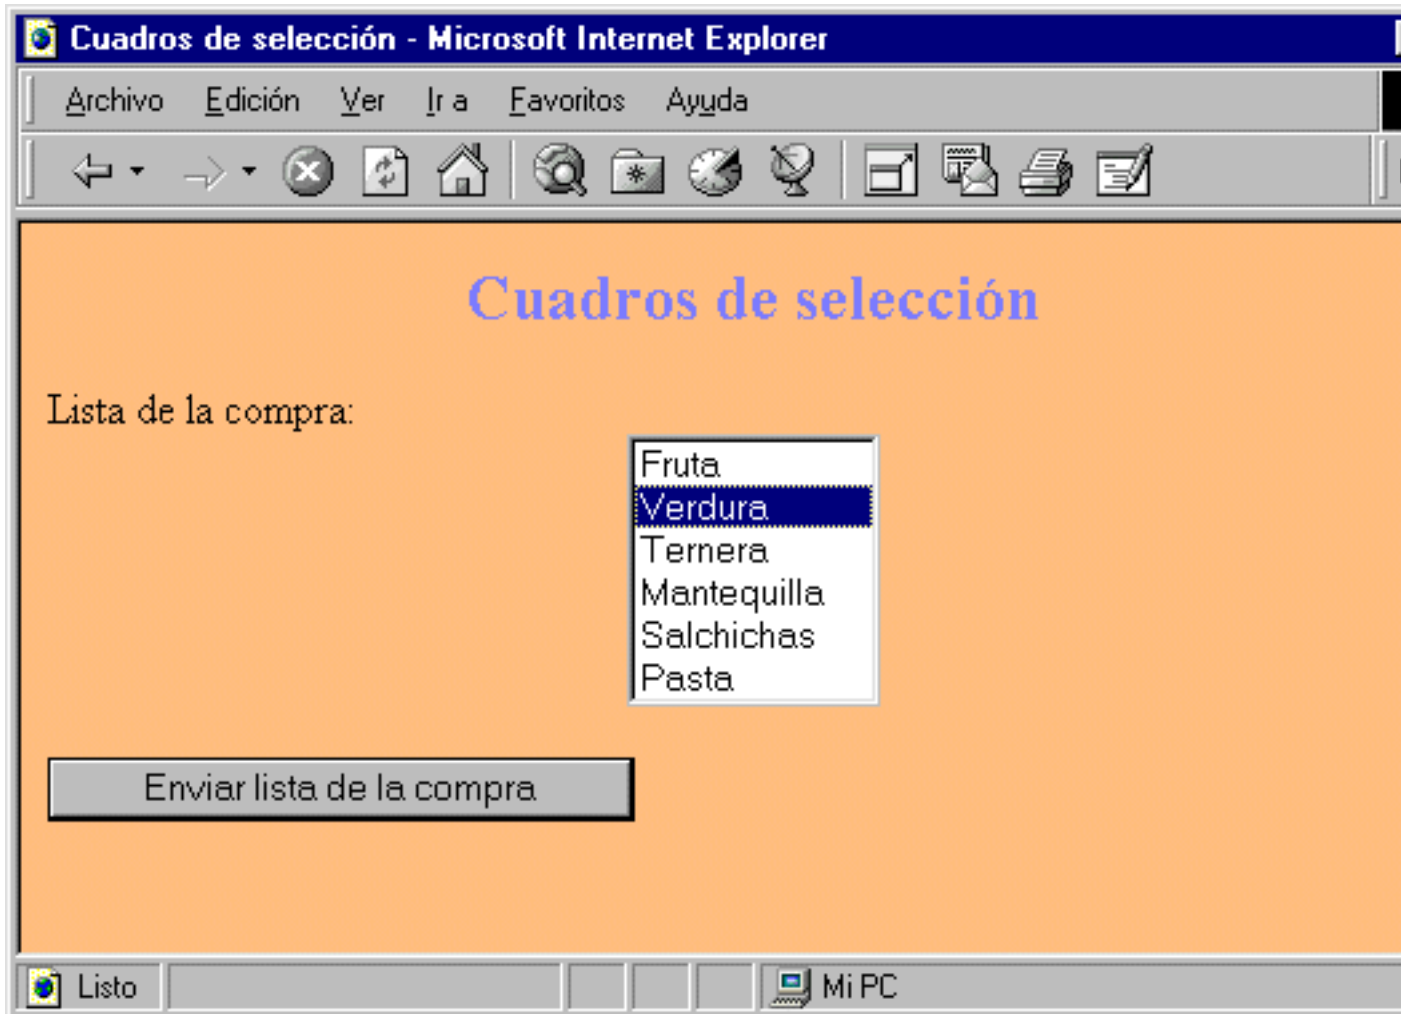 Cuadros de selección - Microsoft Internet Explorer
Archivo Edición Ver Ir a Favoritos Ayuda
Cuadros de selección
Lista de la compra:
Fruta
Verdura
Ternera
Mantequilla
Salchichas
Pasta
Enviar lista de la compra
Listo Mi PC